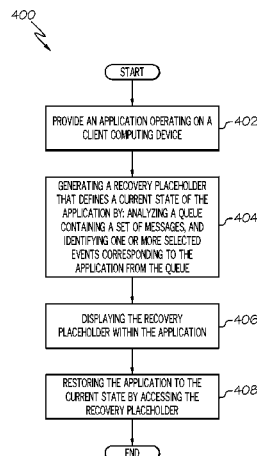 400
START
PROVIDE AN APPLICATION OPERATING ON A
CLIENT COMPUTING DEVICE
402
GENERATING A RECOVERY PLACEHOLDER
THAT DEFINES A CURRENT STATE OF THE
APPLICATION BY: ANALYZING A QUEUE
CONTAINING A SET OF MESSAGES, AND
IDENTIFYING ONE OR MORE SELECTED
EVENTS CORRESPONDING TO THE
APPLICATION FROM THE QUEUE
404
DISPLAYING THE RECOVERY
PLACEHOLDER WITHIN THE APPLICATION
406
RESTORING THE APPLICATION TO THE
CURRENT STATE BY ACCESSING THE
RECOVERY PLACEHOLDER
408
END